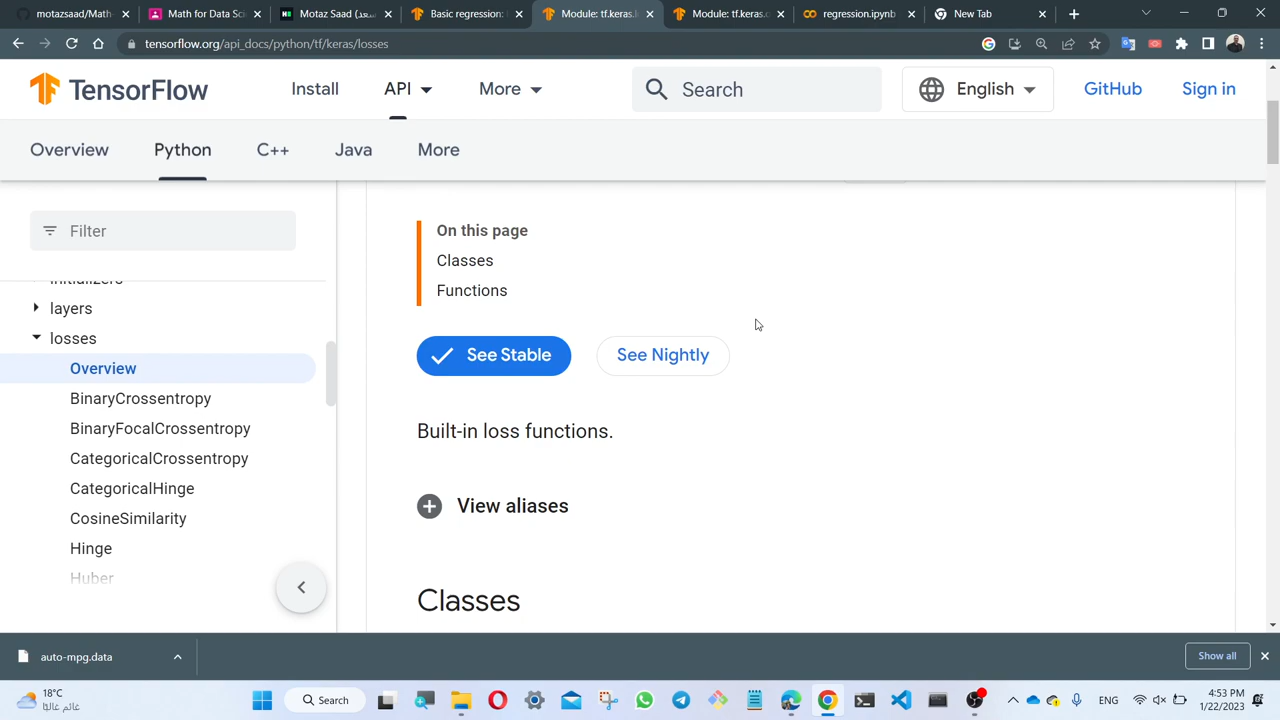 motazsaad/Math-
Math for Data Sci
Motaz Saad (سعد
Basic regression:
Module: tf.keras.l
Module: tf.keras.o
regression.ipynb
New Tab
tensorflow.org/api_docs/python/tf/keras/losses
TensorFlow
Install
API
More
Search
English
GitHub
Sign in
Overview
Python
C++
Java
More
Filter
initializers
layers
losses
Overview
BinaryCrossentropy
BinaryFocalCrossentropy
CategoricalCrossentropy
CategoricalHinge
CosineSimilarity
Hinge
Huber
On this page
Classes
Functions
See Stable
See Nightly
Built-in loss functions.
View aliases
Classes
auto-mpg.data
Show all
18°C
غائم غالبًا
Search
ENG
4:53 PM
1/22/2023